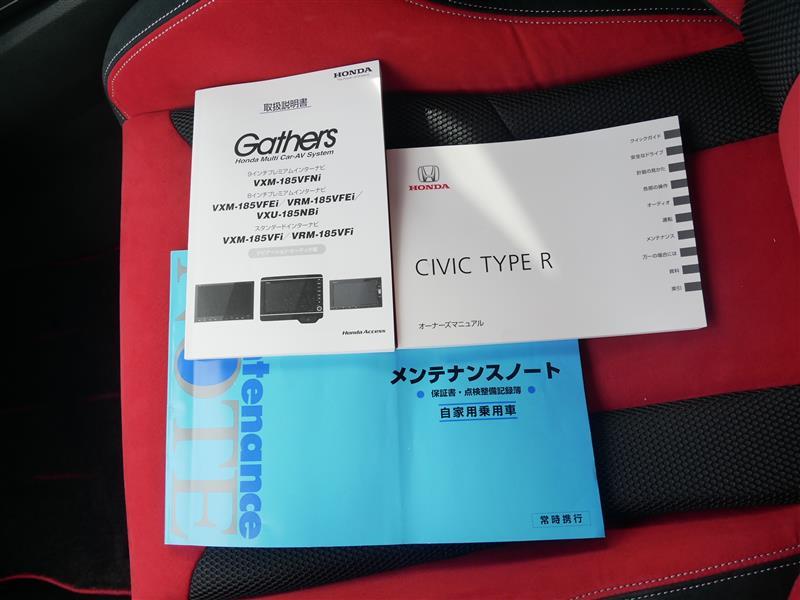 HONDA
取扱説明書
Gathers
Honda Multi Car-AV System
9インチプレミアムインターナビ
VXM-185VFNi
8インチプレミアムインターナビ
VXM-185VFEi／VRM-185VFEi／
VXU-185NBi
スタンダードインターナビ
VXM-185VFi／VRM-185VFi
Honda Access
HONDA
CIVIC TYPE R
オーナーズマニュアル
クイックガイド
安全なドライブ
計器の見かた
各部の操作
オーディオ
運転
メンテナンス
万一の場合には
資料
索引
メンテナンスノート
保証書・点検整備記録簿
自家用乗用車
常時携行
tenance
NOTE